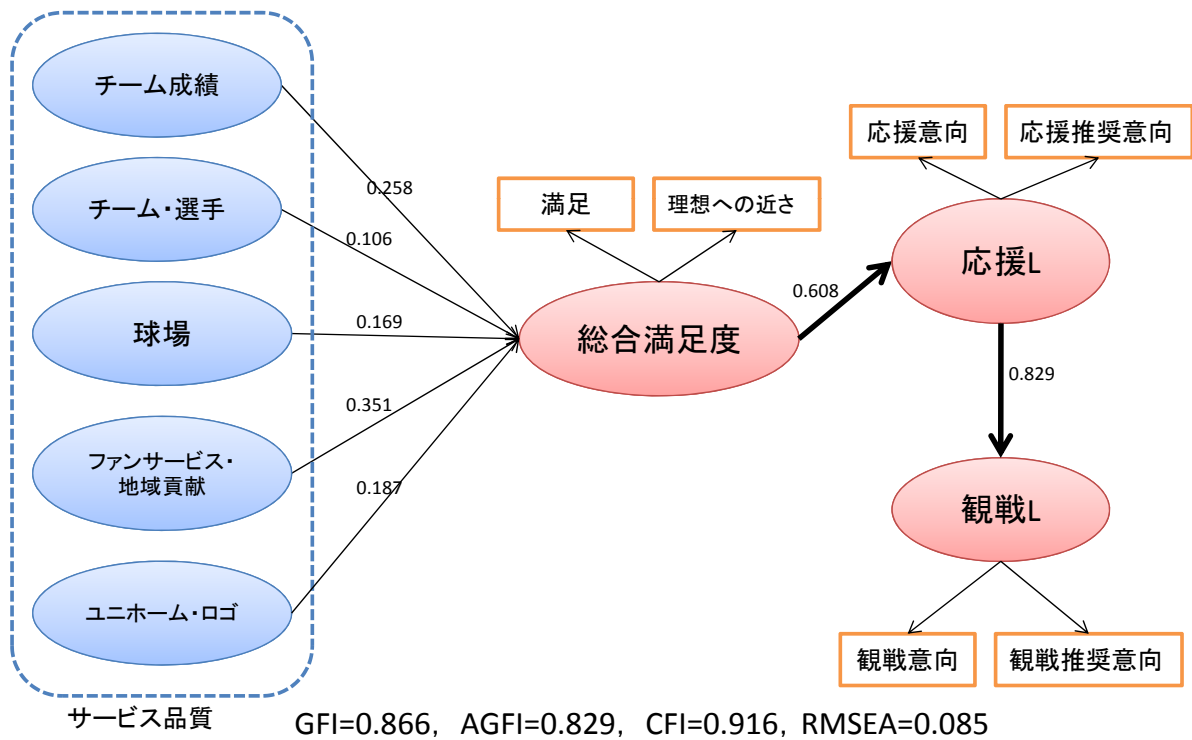 チーム成績
チーム・選手
球場
ファンサービス・
地域貢献
ユニホーム・ロゴ
サービス品質
0.258
0.106
0.169
0.351
0.187
満足
理想への近さ
総合満足度
0.608
応援意向
応援推奨意向
応援L
0.829
観戦L
観戦意向
観戦推奨意向
GFI=0.866, AGFI=0.829, CFI=0.916, RMSEA=0.085